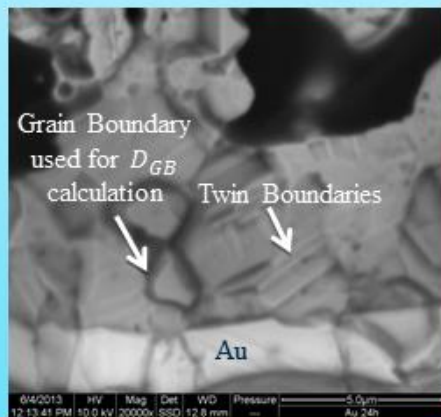 Grain Boundary
used for D_GB
calculation
Twin Boundaries
Au
6/4/2013 HV Mag Det WD Pressure 5.0µm
12:13:41 PM 10.0 kV 20000x SSD 12.8 mm --- Au 24h